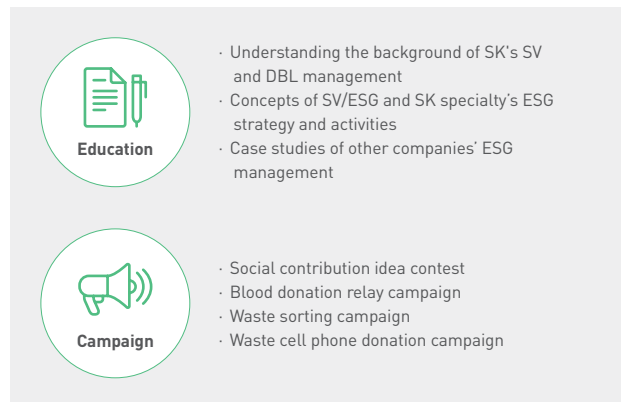 Education
· Understanding the background of SK's SV
and DBL management
· Concepts of SV/ESG and SK specialty's ESG
strategy and activities
· Case studies of other companies' ESG
management
Campaign
· Social contribution idea contest
· Blood donation relay campaign
· Waste sorting campaign
· Waste cell phone donation campaign